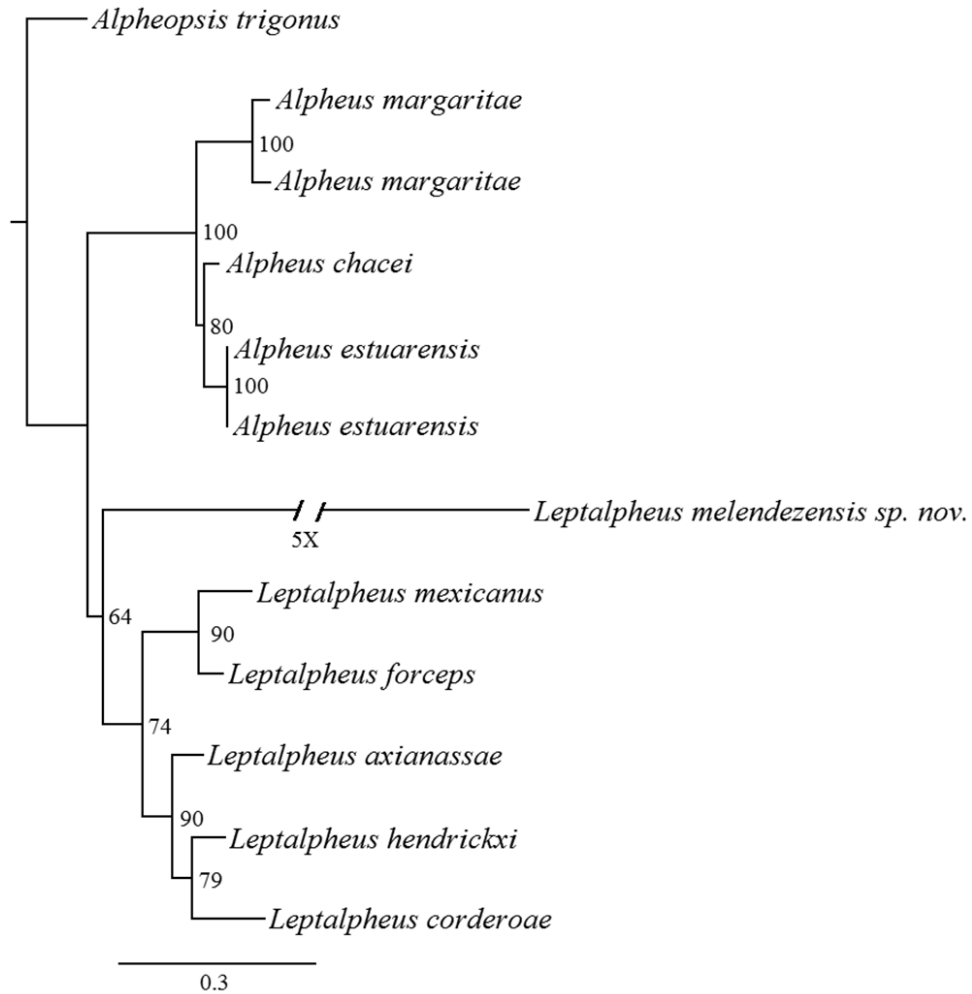 Alpheopsis trigonus
Alpheus margaritae
100
Alpheus margaritae
100
Alpheus chacei
80
Alpheus estuarensis
100
Alpheus estuarensis
Leptalpheus melendezensis sp. nov.
5X
Leptalpheus mexicanus
64
90
Leptalpheus forceps
74
Leptalpheus axianassae
90
Leptalpheus hendrickxi
79
Leptalpheus corderoae
0.3